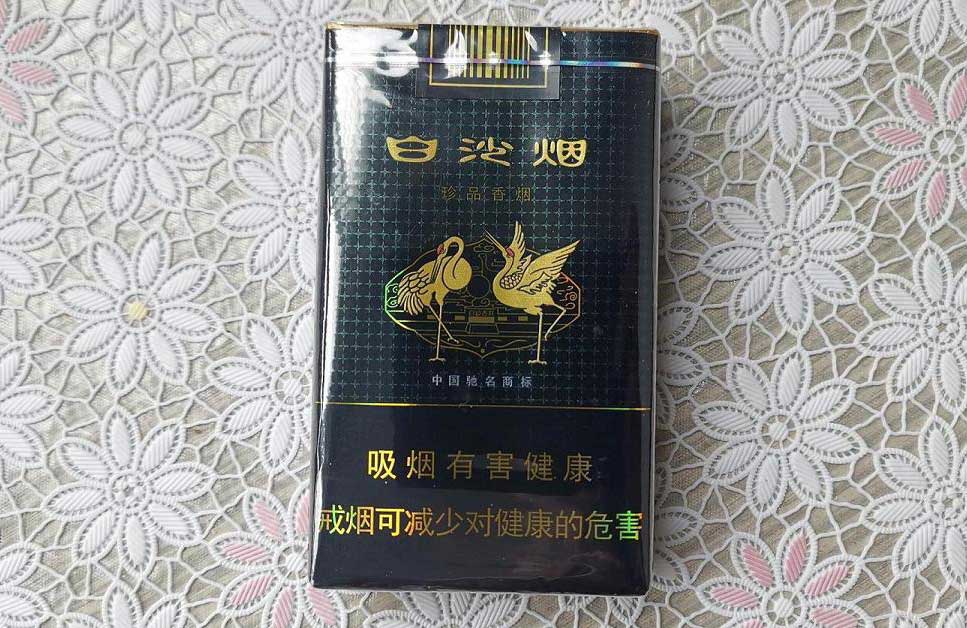 白沙烟
珍品香烟
中国驰名商标
吸烟有害健康
戒烟可减少对健康的危害